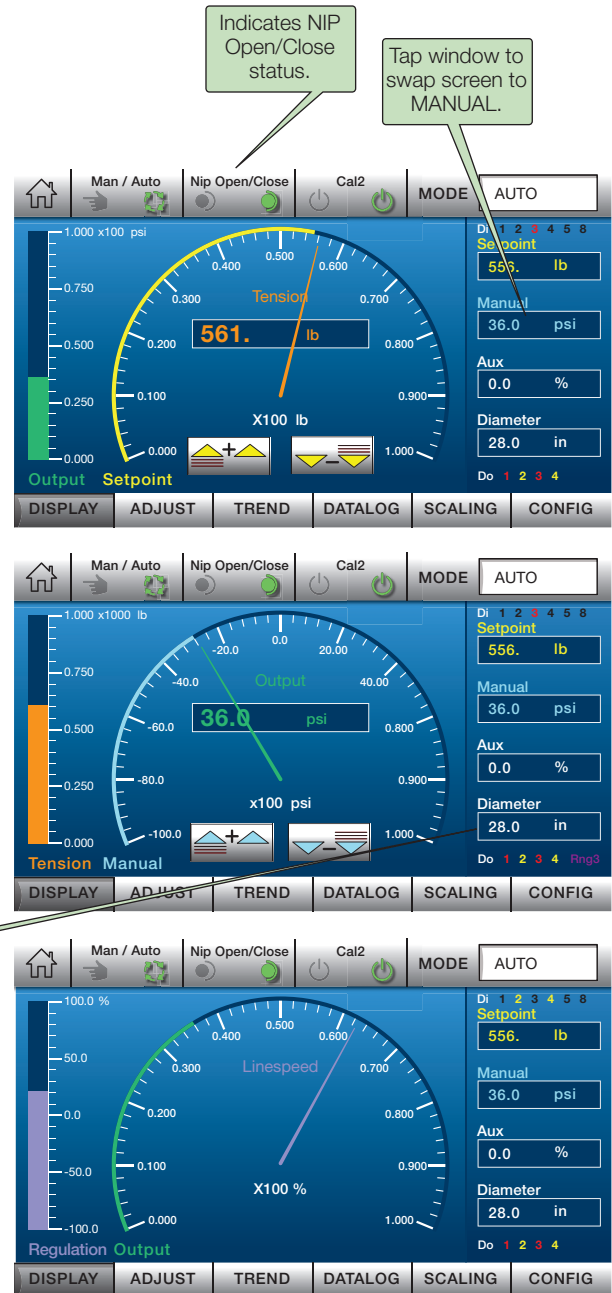 Indicates NIP
Open/Close
status.
Tap window to
swap screen to
MANUAL.
Man / Auto Nip Open/Close Cal2 MODE AUTO
1.000 x100 psi
0.750
0.500
0.250
0.000
Output Setpoint
0.000
0.100
0.200
0.300
0.400
0.500
0.600
0.700
0.800
0.900
1.000
Tension
561. lb
X100 lb
+
-
Di 1 2 3 4 5 8
Setpoint
556. lb
Manual
36.0 psi
Aux
0.0 %
Diameter
28.0 in
Do 1 2 3 4
DISPLAY ADJUST TREND DATALOG SCALING CONFIG
Man / Auto Nip Open/Close Cal2 MODE AUTO
1.000 x1000 lb
0.750
0.500
0.250
0.000
Tension Manual
-100.0
-80.0
-60.0
-40.0
-20.0
0.0
20.00
40.00
0.800
0.900
1.000
Output
36.0 psi
x100 psi
+
-
Di 1 2 3 4 5 8
Setpoint
556. lb
Manual
36.0 psi
Aux
0.0 %
Diameter
28.0 in
Do 1 2 3 4 Rng3
DISPLAY ADJUST TREND DATALOG SCALING CONFIG
Man / Auto Nip Open/Close Cal2 MODE AUTO
100.0 %
50.0
0.0
-50.0
-100.0
Regulation Output
0.000
0.100
0.200
0.300
0.400
0.500
0.600
0.700
0.800
0.900
1.000
Linespeed
X100 %
Di 1 2 3 4 5 8
Setpoint
556. lb
Manual
36.0 psi
Aux
0.0 %
Diameter
28.0 in
Do 1 2 3 4
DISPLAY ADJUST TREND DATALOG SCALING CONFIG